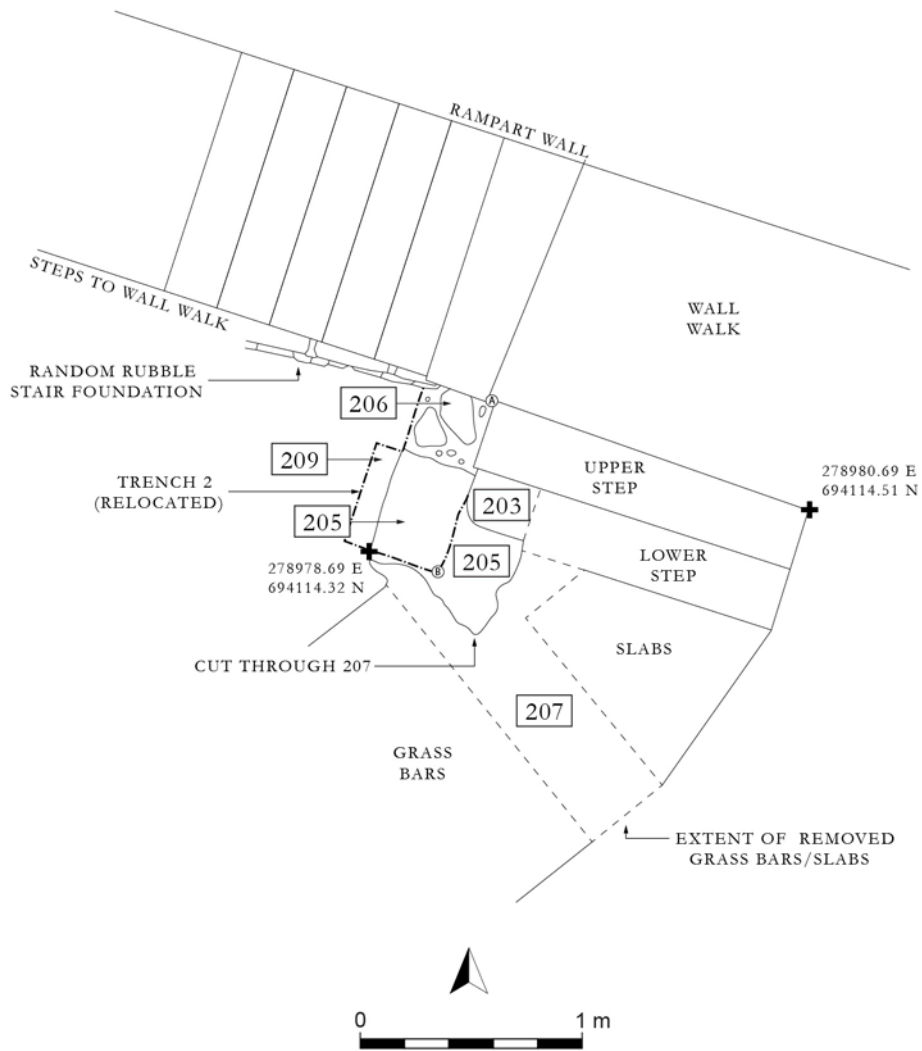 RAMPART WALL
STEPS TO WALL WALK
WALL
WALK
RANDOM RUBBLE
STAIR FOUNDATION
206
A
209
UPPER
STEP
278980.69 E
694114.51 N
TRENCH 2
(RELOCATED)
203
205
205
LOWER
STEP
278978.69 E
694114.32 N
B
CUT THROUGH 207
SLABS
207
GRASS
BARS
EXTENT OF REMOVED
GRASS BARS/SLABS
0
1 m